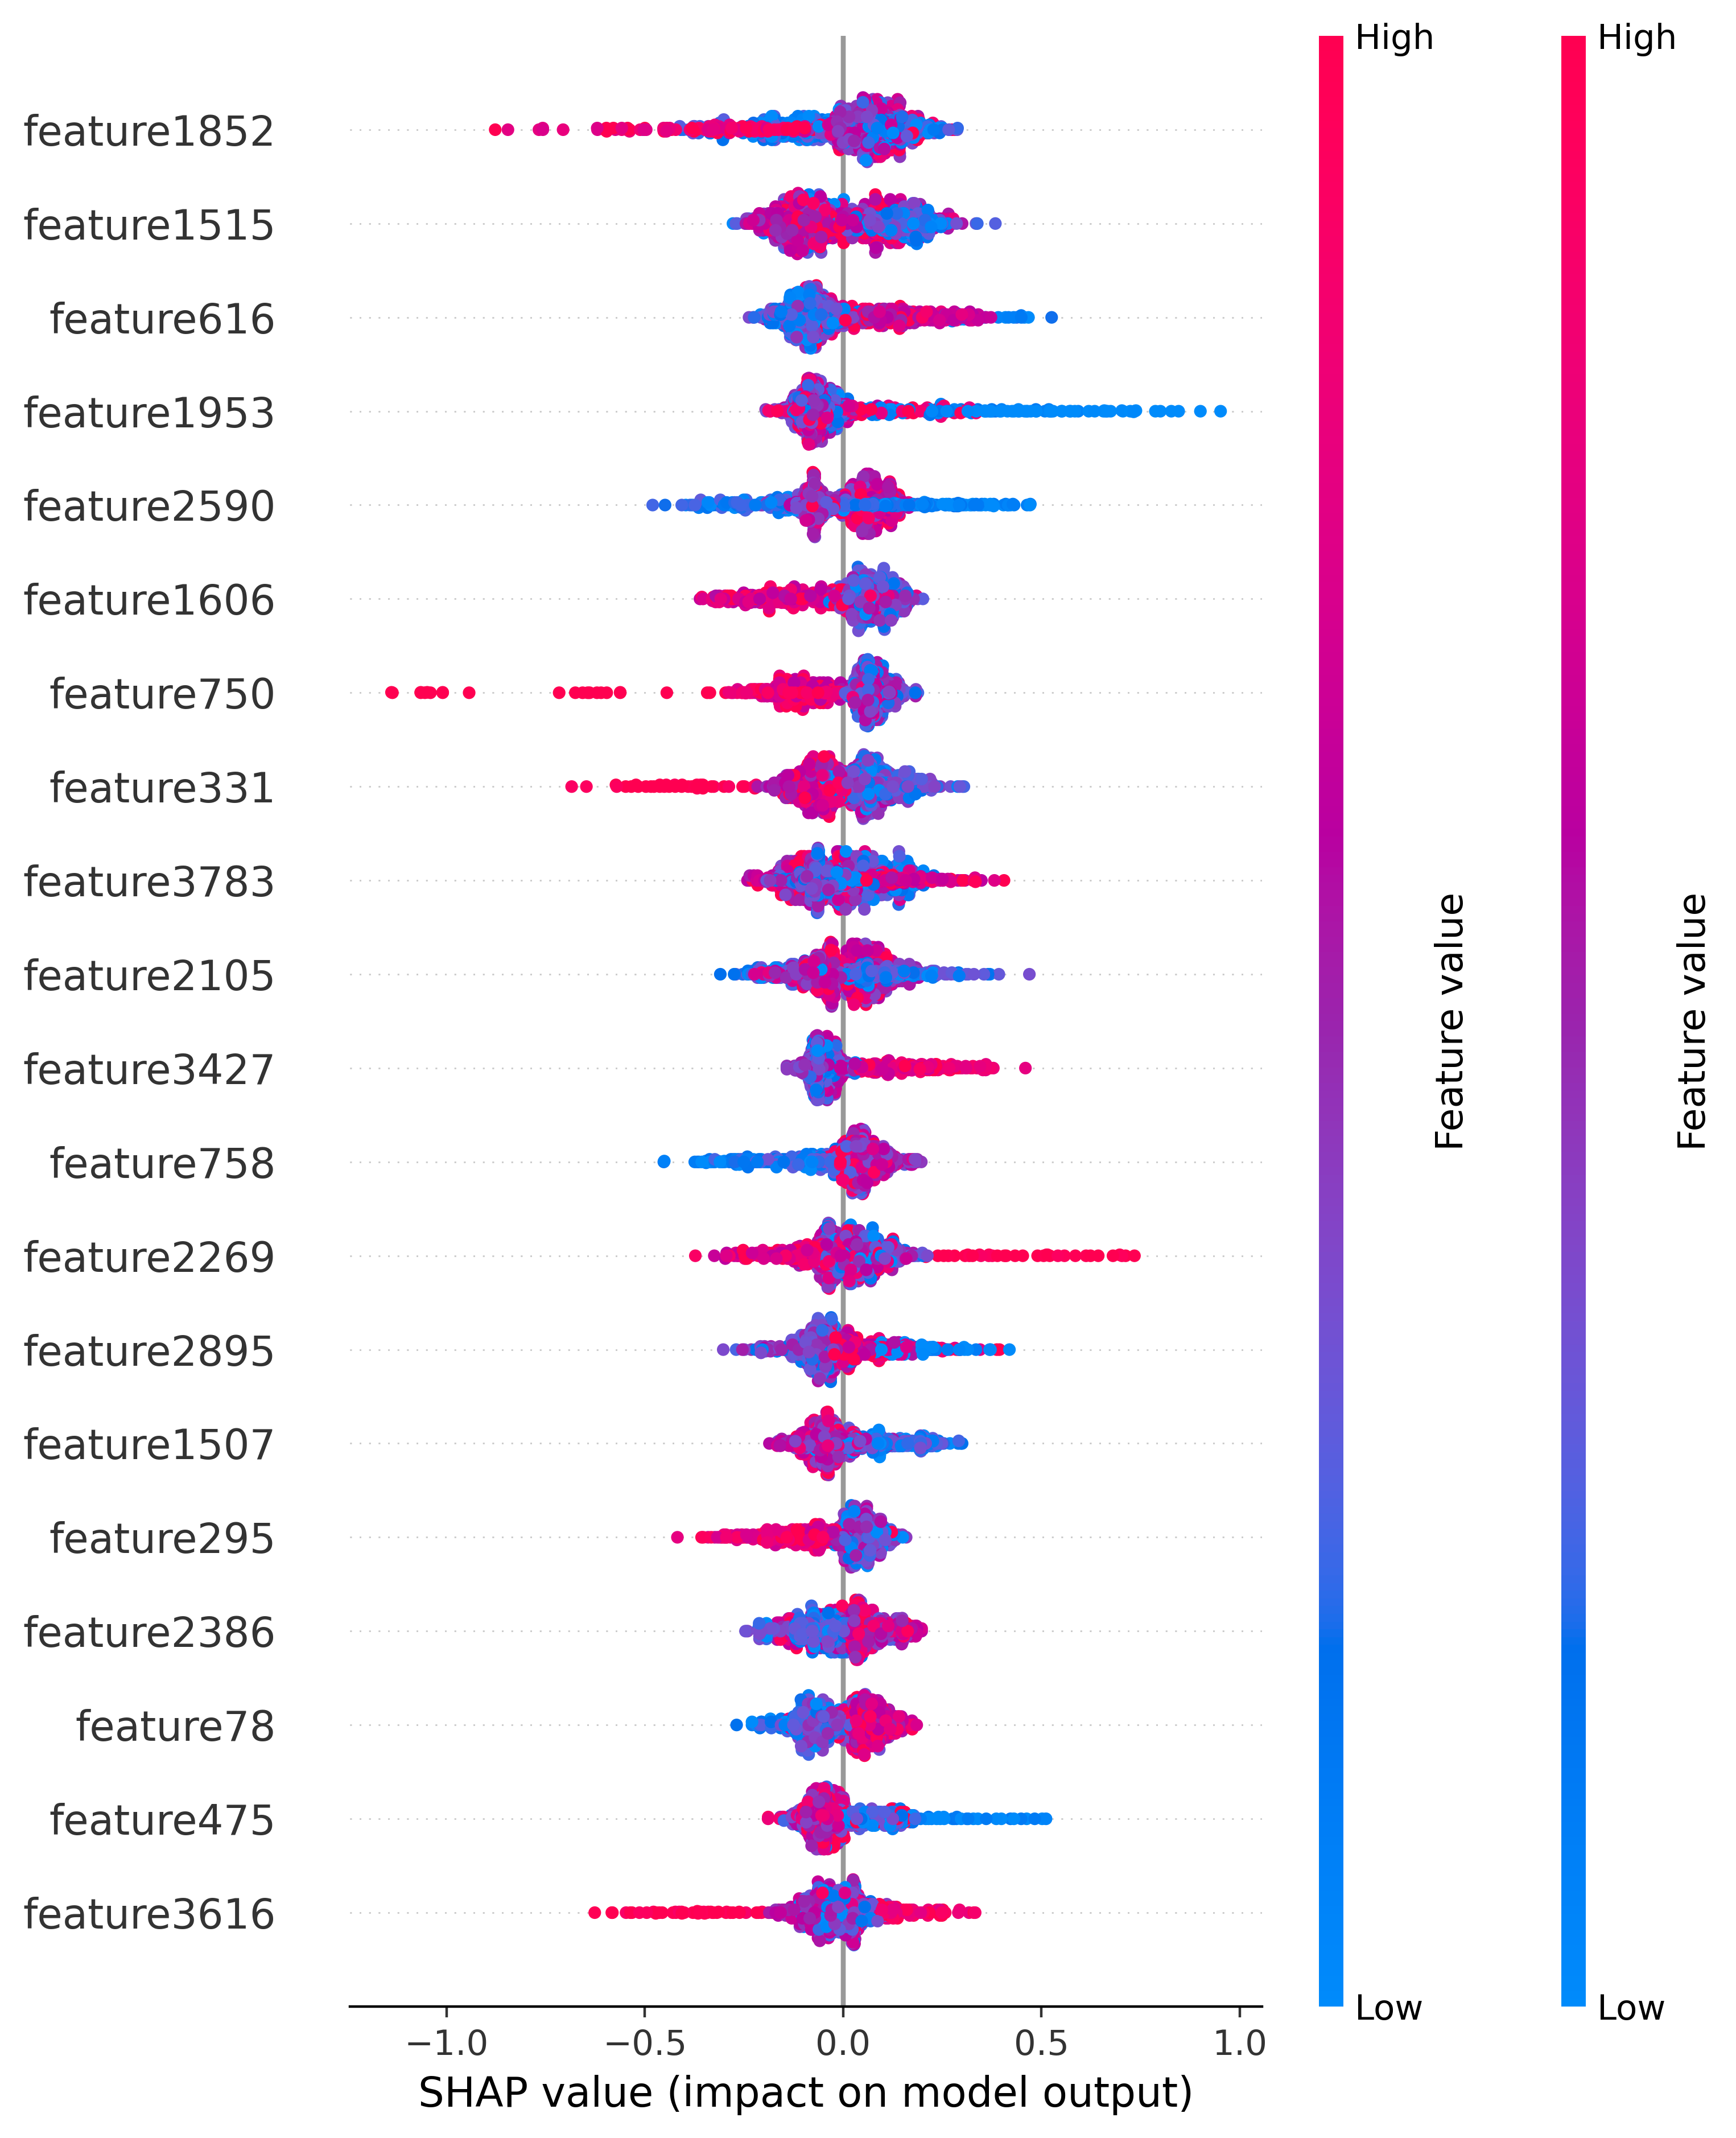 High
High
feature1852
feature1515
feature616
feature1953
feature2590
feature1606
feature750
feature331
feature3783
feature2105
feature3427
feature758
feature2269
feature2895
feature1507
feature295
feature2386
feature78
feature475
feature3616
Feature value
Feature value
Low
Low
−1.0 −0.5 0.0 0.5 1.0
SHAP value (impact on model output)